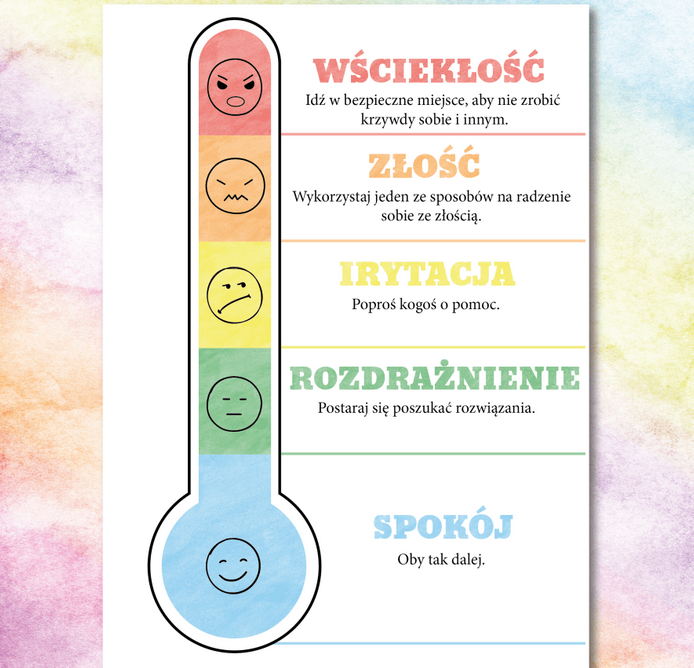 WŚCIEKŁOŚĆ
Idź w bezpieczne miejsce, aby nie zrobić
krzywdy sobie i innym.
ZŁOŚĆ
Wykorzystaj jeden ze sposobów na radzenie
sobie ze złością.
IRYTACJA
Poproś kogoś o pomoc.
ROZDRAŻNIENIE
Postaraj się poszukać rozwiązania.
SPOKÓJ
Oby tak dalej.